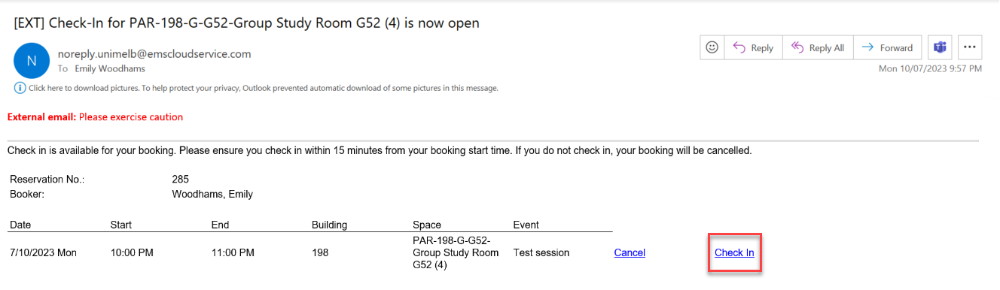 [EXT] Check-In for PAR-198-G-G52-Group Study Room G52 (4) is now open
N
noreply.unimelb@emscloudservice.com
To Emily Woodhams
Reply
Reply All
Forward
Mon 10/07/2023 9:57 PM
Click here to download pictures. To help protect your privacy, Outlook prevented automatic download of some pictures in this message.
External email: Please exercise caution
Check in is available for your booking. Please ensure you check in within 15 minutes from your booking start time. If you do not check in, your booking will be cancelled.
Reservation No.: 285
Booker: Woodhams, Emily
Date Start End Building Space Event
7/10/2023 Mon 10:00 PM 11:00 PM 198 PAR-198-G-G52-
Group Study Room
G52 (4) Test session Cancel Check In